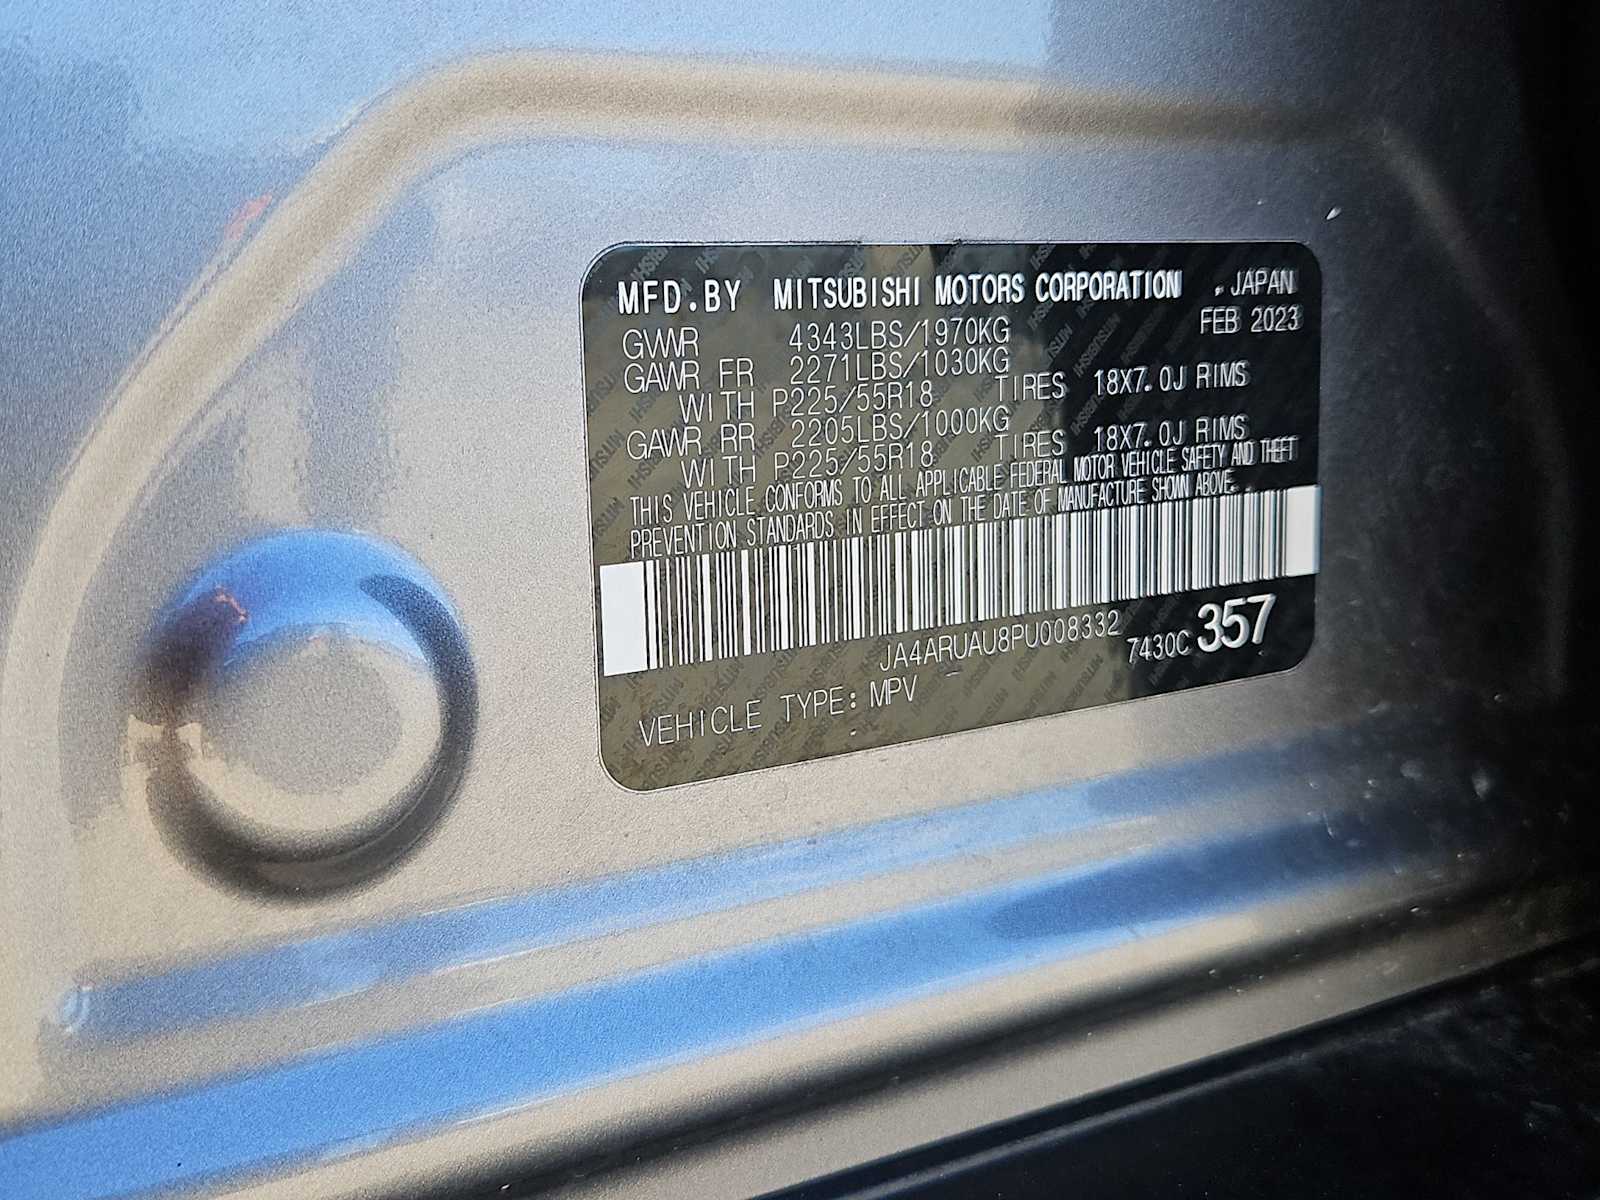 MFD.BY MITSUBISHI MOTORS CORPORATION JAPAN
FEB 2023
GVWR 4343LBS/1970KG
GAWR FR 2271LBS/1030KG
WITH P225/55R18 TIRES 18X7.0J RIMS
GAWR RR 2205LBS/1000KG
WITH P225/55R18 TIRES 18X7.0J RIMS
THIS VEHICLE CONFORMS TO ALL APPLICABLE FEDERAL MOTOR VEHICLE SAFETY AND THEFT
PREVENTION STANDARDS IN EFFECT ON THE DATE OF MANUFACTURE SHOWN ABOVE.
JA4ARUAU8PU008332 7430C 357
VEHICLE TYPE: MPV